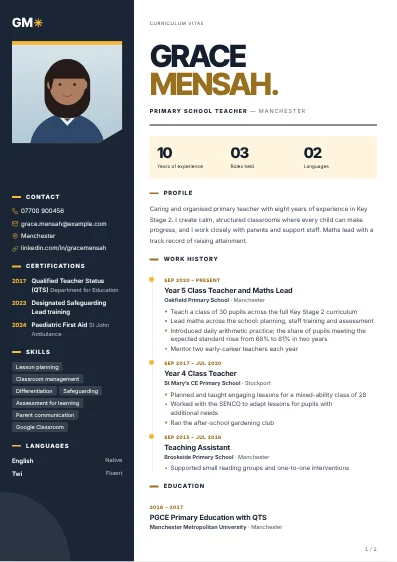 GM✳
CONTACT
07700 900456
grace.mensah@example.com
Manchester
linkedin.com/in/gracemensah
CERTIFICATIONS
2017 Qualified Teacher Status
(QTS) Department for Education
2023 Designated Safeguarding
Lead training
2024 Paediatric First Aid St John
Ambulance
SKILLS
Lesson planning
Classroom management
Differentiation Safeguarding
Assessment for learning
Parent communication
Google Classroom
LANGUAGES
English Native
Twi Fluent
CURRICULUM VITAE
GRACE
MENSAH.
PRIMARY SCHOOL TEACHER — MANCHESTER
10 03 02
Years of experience Roles held Languages
PROFILE
Caring and organised primary teacher with eight years of experience in Key
Stage 2. I create calm, structured classrooms where every child can make
progress, and I work closely with parents and support staff. Maths lead with a
track record of raising attainment.
WORK HISTORY
SEP 2020 – PRESENT
Year 5 Class Teacher and Maths Lead
Oakfield Primary School · Manchester
• Teach a class of 30 pupils across the full Key Stage 2 curriculum
• Lead maths across the school: planning, staff training and assessment
• Introduced daily arithmetic practice; the share of pupils meeting the
expected standard rose from 68% to 81% in two years
• Mentor two early-career teachers each year
SEP 2017 – JUL 2020
Year 4 Class Teacher
St Mary's CE Primary School · Stockport
• Planned and taught engaging lessons for a mixed-ability class of 28
• Worked with the SENCO to adapt lessons for pupils with
additional needs
• Ran the after-school gardening club
SEP 2015 – JUL 2016
Teaching Assistant
Brookside Primary School · Manchester
• Supported small reading groups and one-to-one interventions
EDUCATION
2016 – 2017
PGCE Primary Education with QTS
Manchester Metropolitan University · Manchester
1 / 2